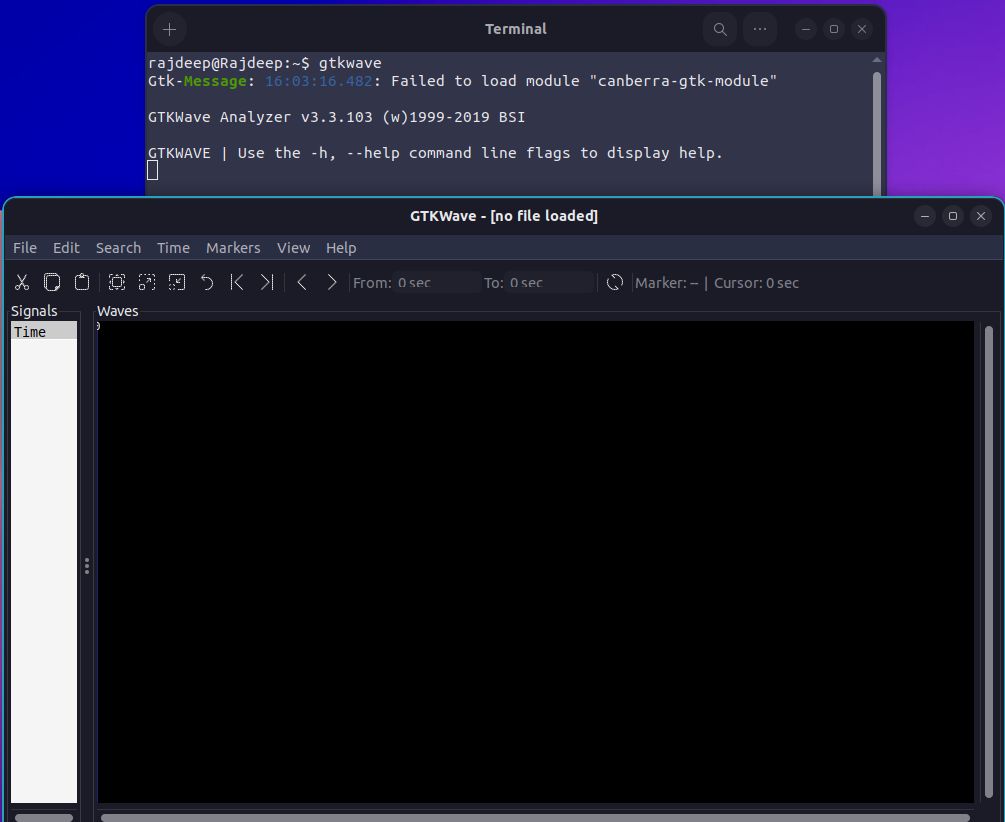 Terminal
rajdeep@Rajdeep:~$ gtkwave
Gtk-Message: 16:03:16.482: Failed to load module "canberra-gtk-module"
GTKWave Analyzer v3.3.103 (w)1999-2019 BSI
GTKWAVE | Use the -h, --help command line flags to display help.
GTKWave - [no file loaded]
File Edit Search Time Markers View Help
From: 0 sec To: 0 sec Marker: -- | Cursor: 0 sec
Signals Waves
Time 0